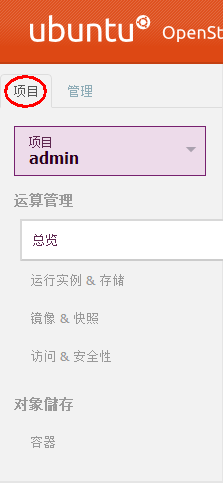 ubuntu OpenSt
项目 管理
项目
admin
运算管理
总览
运行实例 & 存储
镜像 & 快照
访问 & 安全性
对象儲存
容器